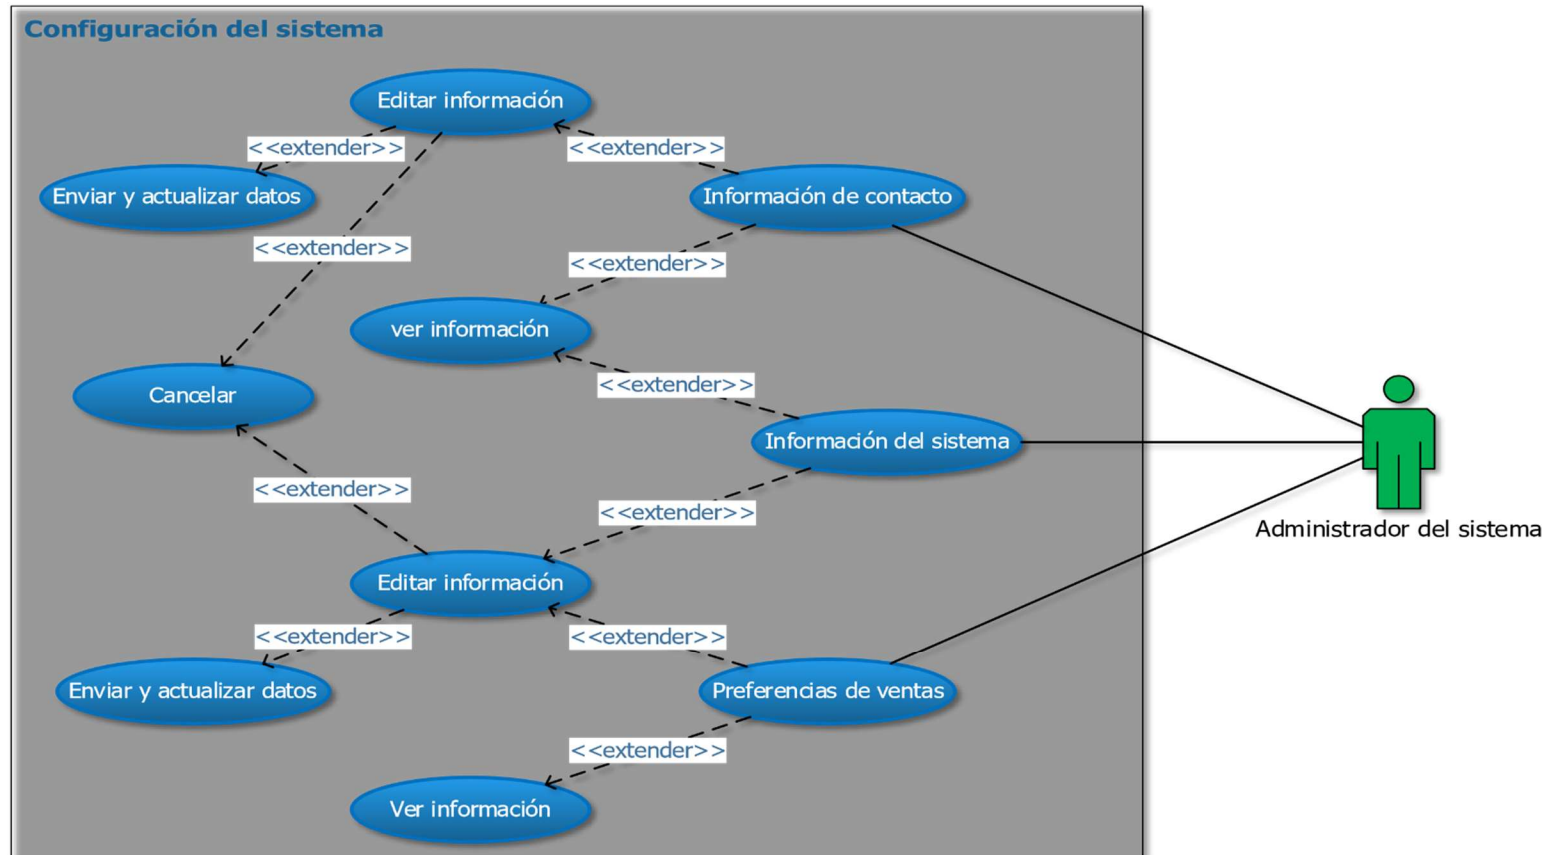 Configuración del sistema
Editar información
<<extender>>
<<extender>>
Enviar y actualizar datos
Información de contacto
<<extender>>
<<extender>>
ver información
<<extender>>
Cancelar
Información del sistema
<<extender>>
<<extender>>
Administrador del sistema
Editar información
<<extender>>
<<extender>>
Enviar y actualizar datos
Preferencias de ventas
<<extender>>
Ver información